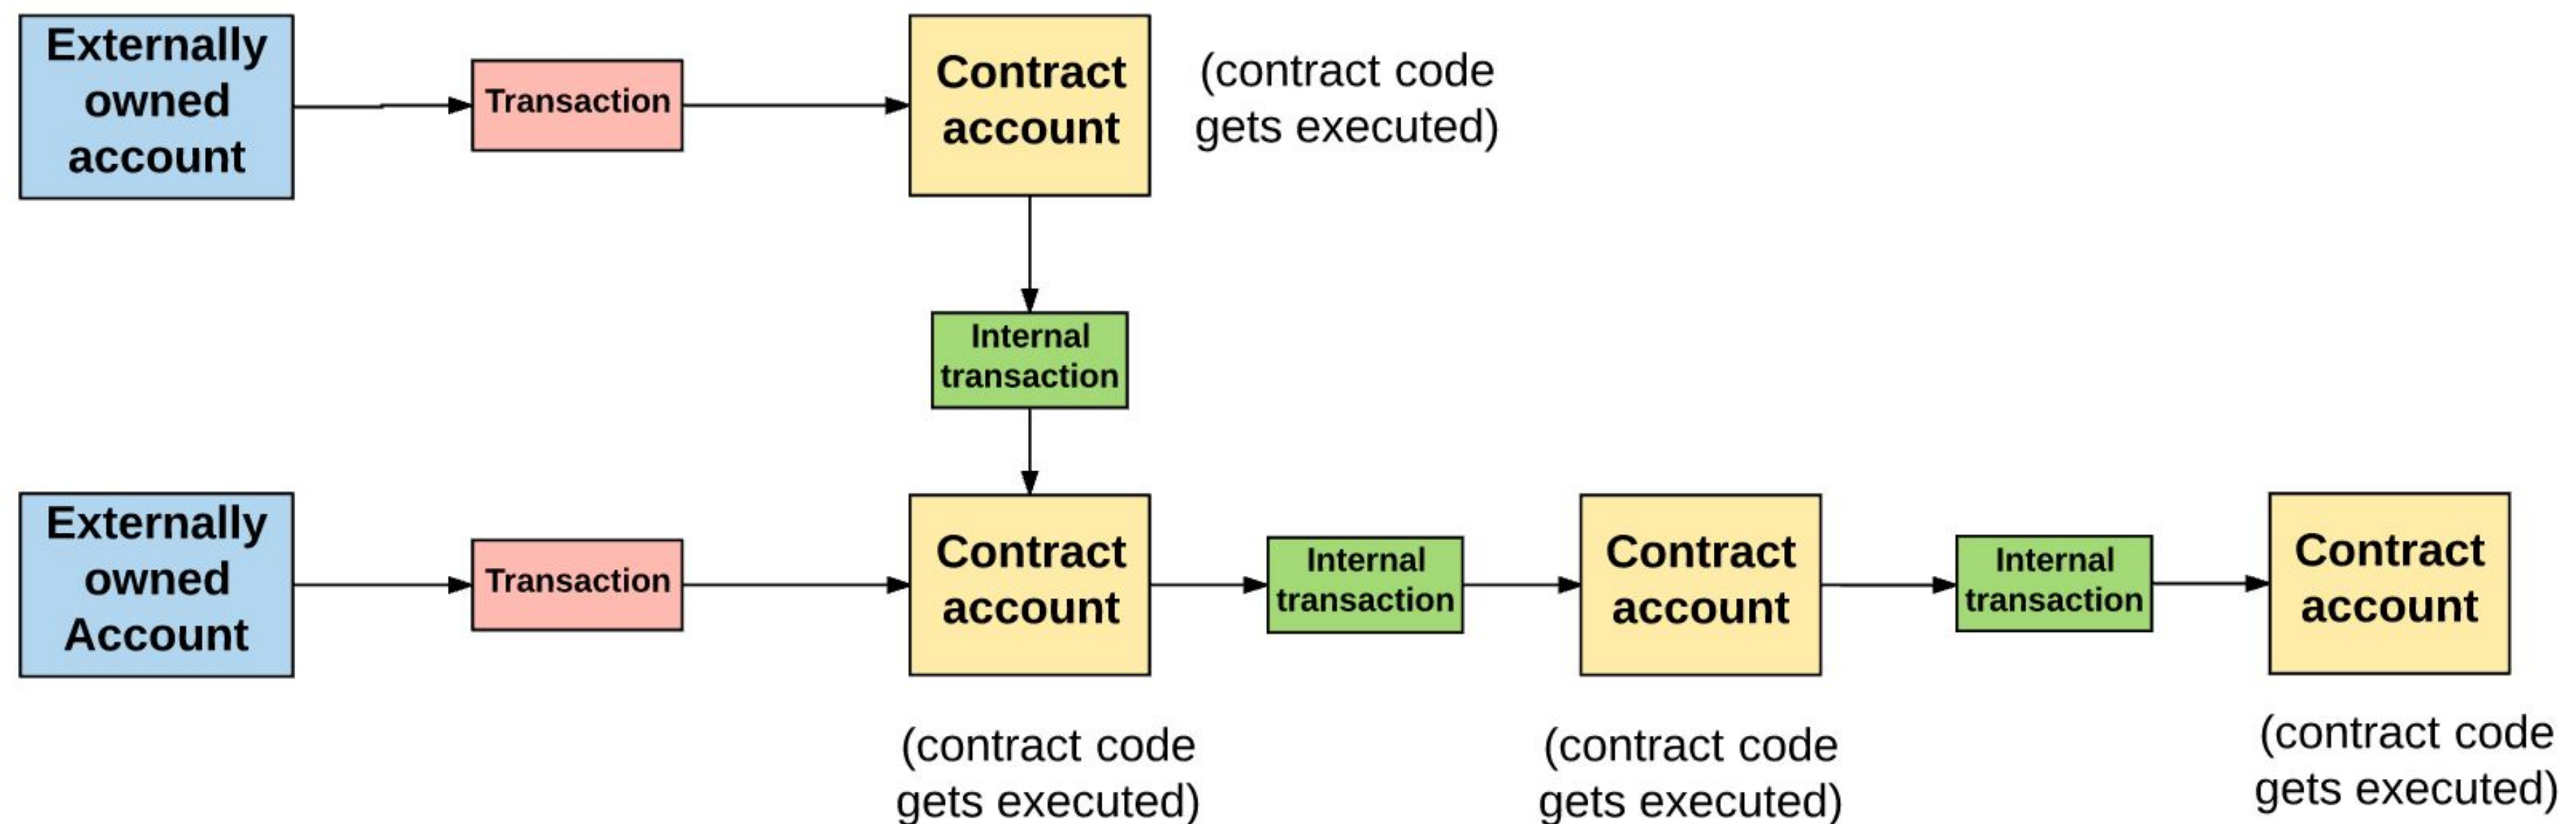 Externally
owned
account
Transaction
Contract
account
(contract code
gets executed)
Internal
transaction
Externally
owned
Account
Transaction
Contract
account
Internal
transaction
Contract
account
Internal
transaction
Contract
account
(contract code
gets executed)
(contract code
gets executed)
(contract code
gets executed)